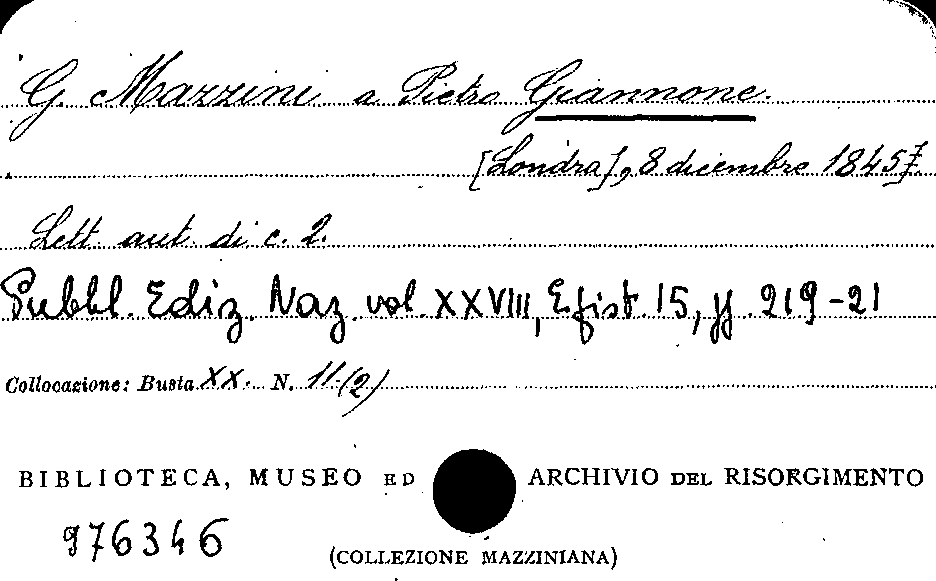 G. Mazzini a Pietro Giannone.
[Londra], 8 dicembre 1845.
Lett. aut. di c. 2.
Pubbl. Ediz. Naz. vol. XXVIII, Epist. 15, pp. 219-21
Collocazione: Busta XX. N. 11(2)
BIBLIOTECA, MUSEO ED ARCHIVIO DEL RISORGIMENTO
976346
(COLLEZIONE MAZZINIANA)